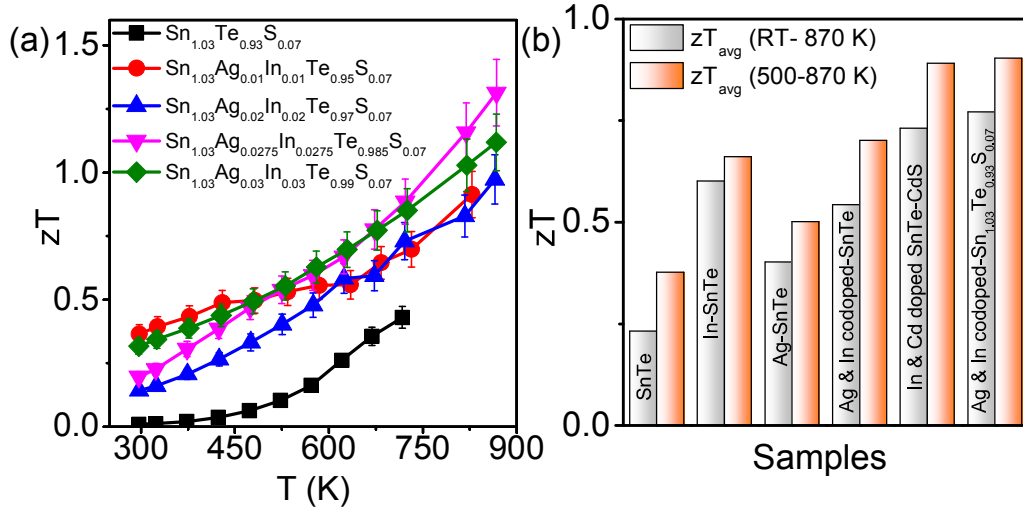 (a)
1.5
1.0
0.5
0.0
zT
Sn1.03Te0.93S0.07
Sn1.03Ag0.01In0.01Te0.95S0.07
Sn1.03Ag0.02In0.02Te0.97S0.07
Sn1.03Ag0.0275In0.0275Te0.985S0.07
Sn1.03Ag0.03In0.03Te0.99S0.07
300 450 600 750 900
T (K)
(b)
1.0
0.5
0.0
zT
zTavg (RT- 870 K)
zTavg (500-870 K)
SnTe
In-SnTe
Ag-SnTe
Ag & In codoped-SnTe
In & Cd doped SnTe-CdS
Ag & In codoped-Sn1.03Te0.93S0.07
Samples